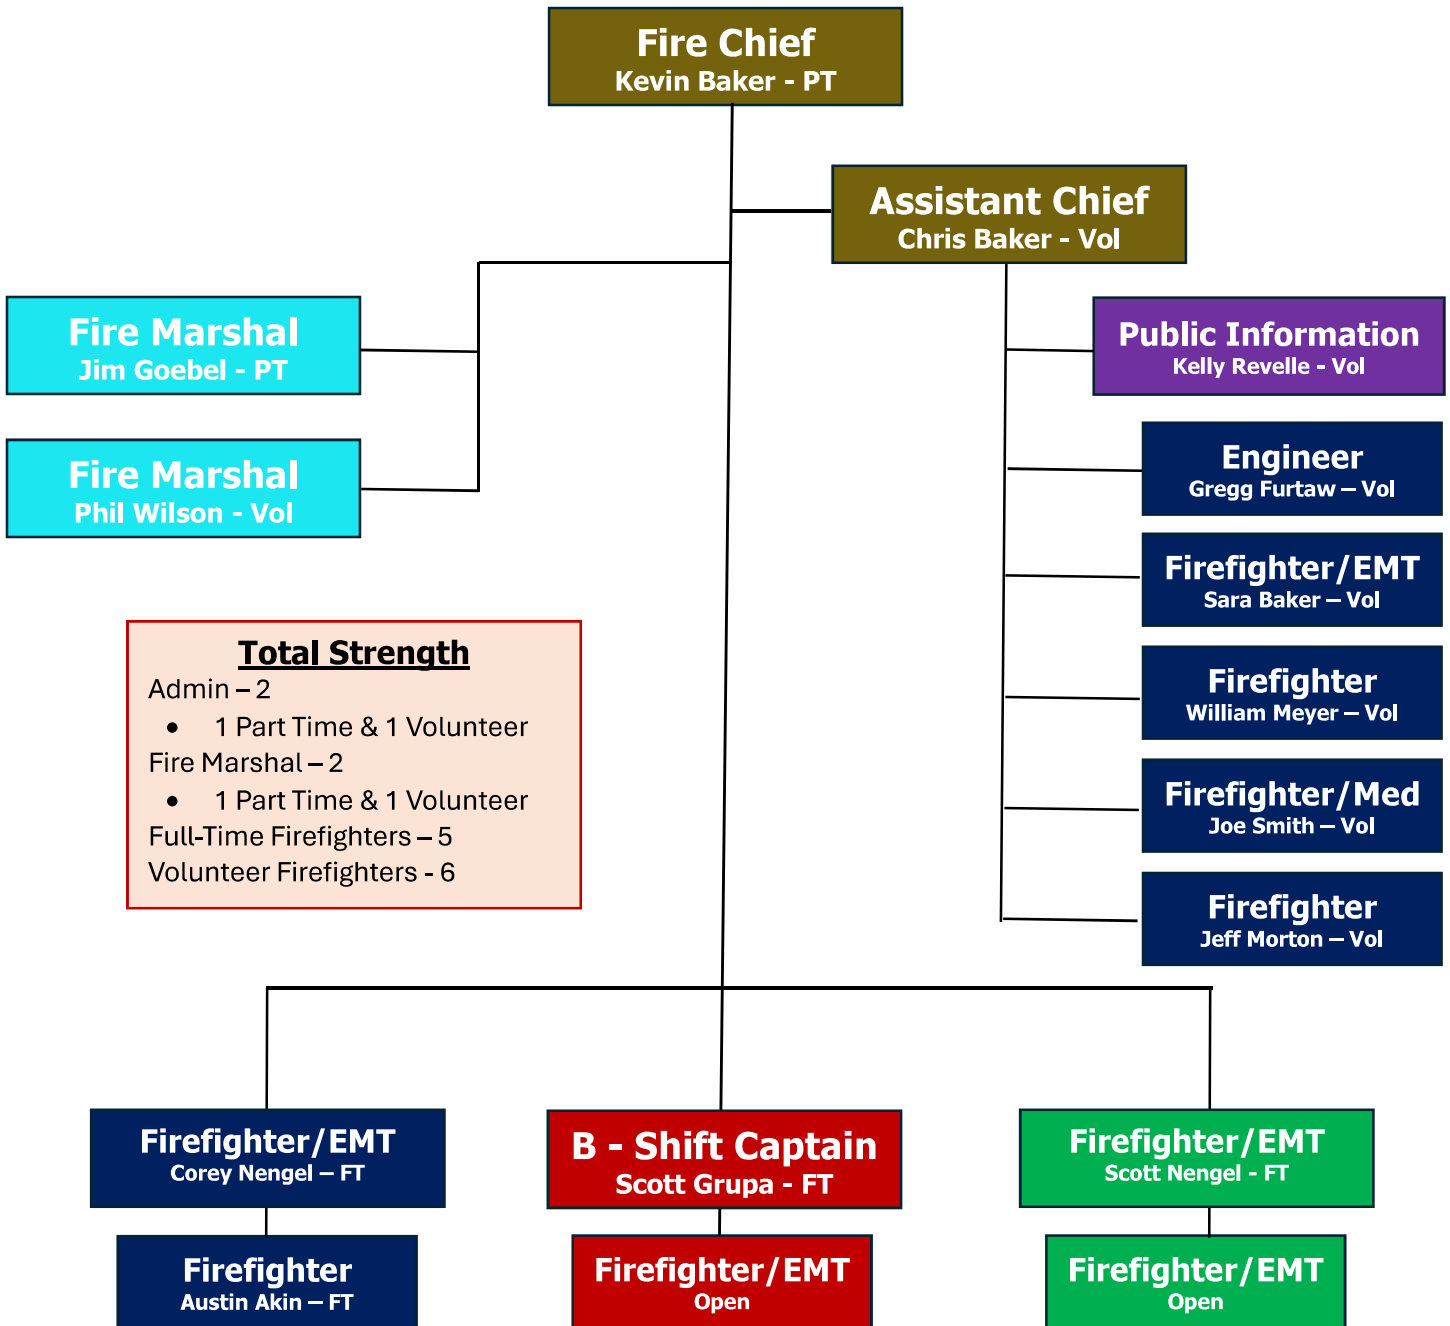 Fire Chief
Kevin Baker - PT
Assistant Chief
Chris Baker - Vol
Fire Marshal
Jim Goebel - PT
Fire Marshal
Phil Wilson - Vol
Public Information
Kelly Revelle - Vol
Engineer
Gregg Furtaw – Vol
Firefighter/EMT
Sara Baker – Vol
Firefighter
William Meyer – Vol
Firefighter/Med
Joe Smith – Vol
Firefighter
Jeff Morton – Vol
Total Strength
Admin – 2
• 1 Part Time & 1 Volunteer
Fire Marshal – 2
• 1 Part Time & 1 Volunteer
Full-Time Firefighters – 5
Volunteer Firefighters - 6
Firefighter/EMT
Corey Nengel – FT
Firefighter
Austin Akin – FT
B - Shift Captain
Scott Grupa - FT
Firefighter/EMT
Open
Firefighter/EMT
Scott Nengel - FT
Firefighter/EMT
Open